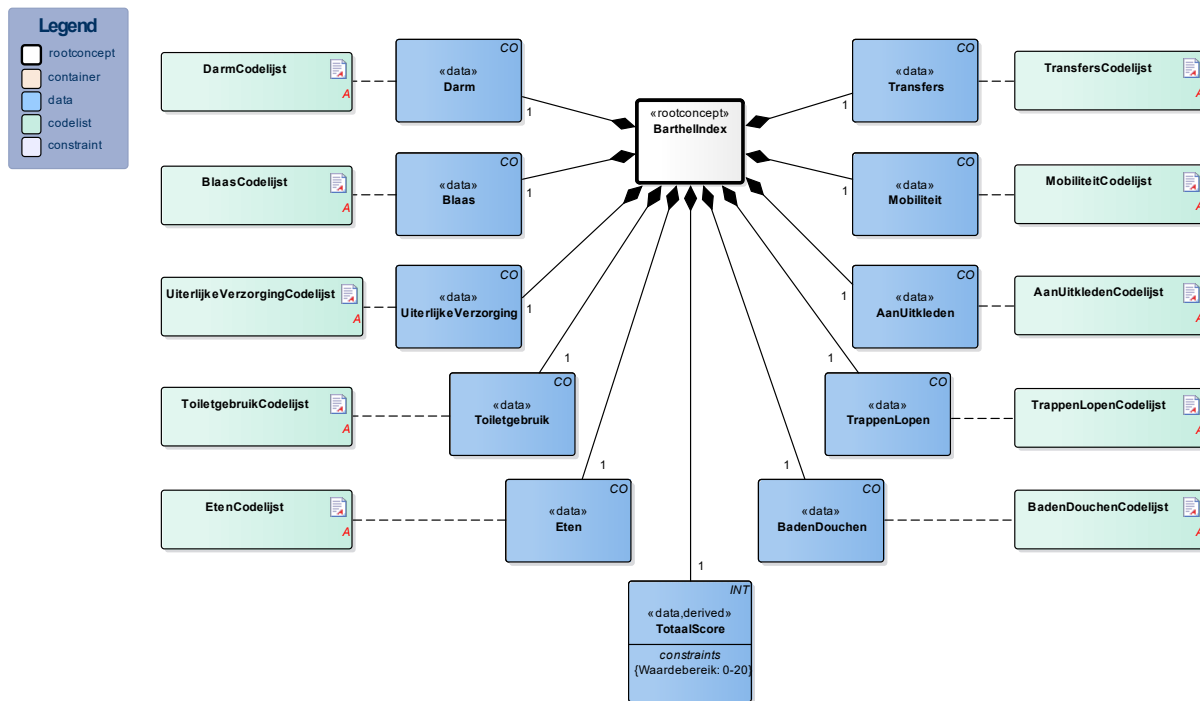 Legend
rootconcept
container
data
codelist
constraint
DarmCodelijst
A
CO
«data»
Darm
1
«rootconcept»
BarthelIndex
CO
«data»
Transfers
1
TransfersCodelijst
A
BlaasCodelijst
A
CO
«data»
Blaas
1
CO
«data»
Mobiliteit
1
MobiliteitCodelijst
A
UiterlijkeVerzorgingCodelijst
A
CO
«data»
UiterlijkeVerzorging
1
CO
«data»
AanUitkleden
1
AanUitkledenCodelijst
A
ToiletgebruikCodelijst
A
CO
«data»
Toiletgebruik
1
CO
«data»
TrappenLopen
1
TrappenLopenCodelijst
A
EtenCodelijst
A
CO
«data»
Eten
1
CO
«data»
BadenDouchen
1
BadenDouchenCodelijst
A
1
INT
«data,derived»
TotaalScore
constraints
{Waardebereik: 0-20}